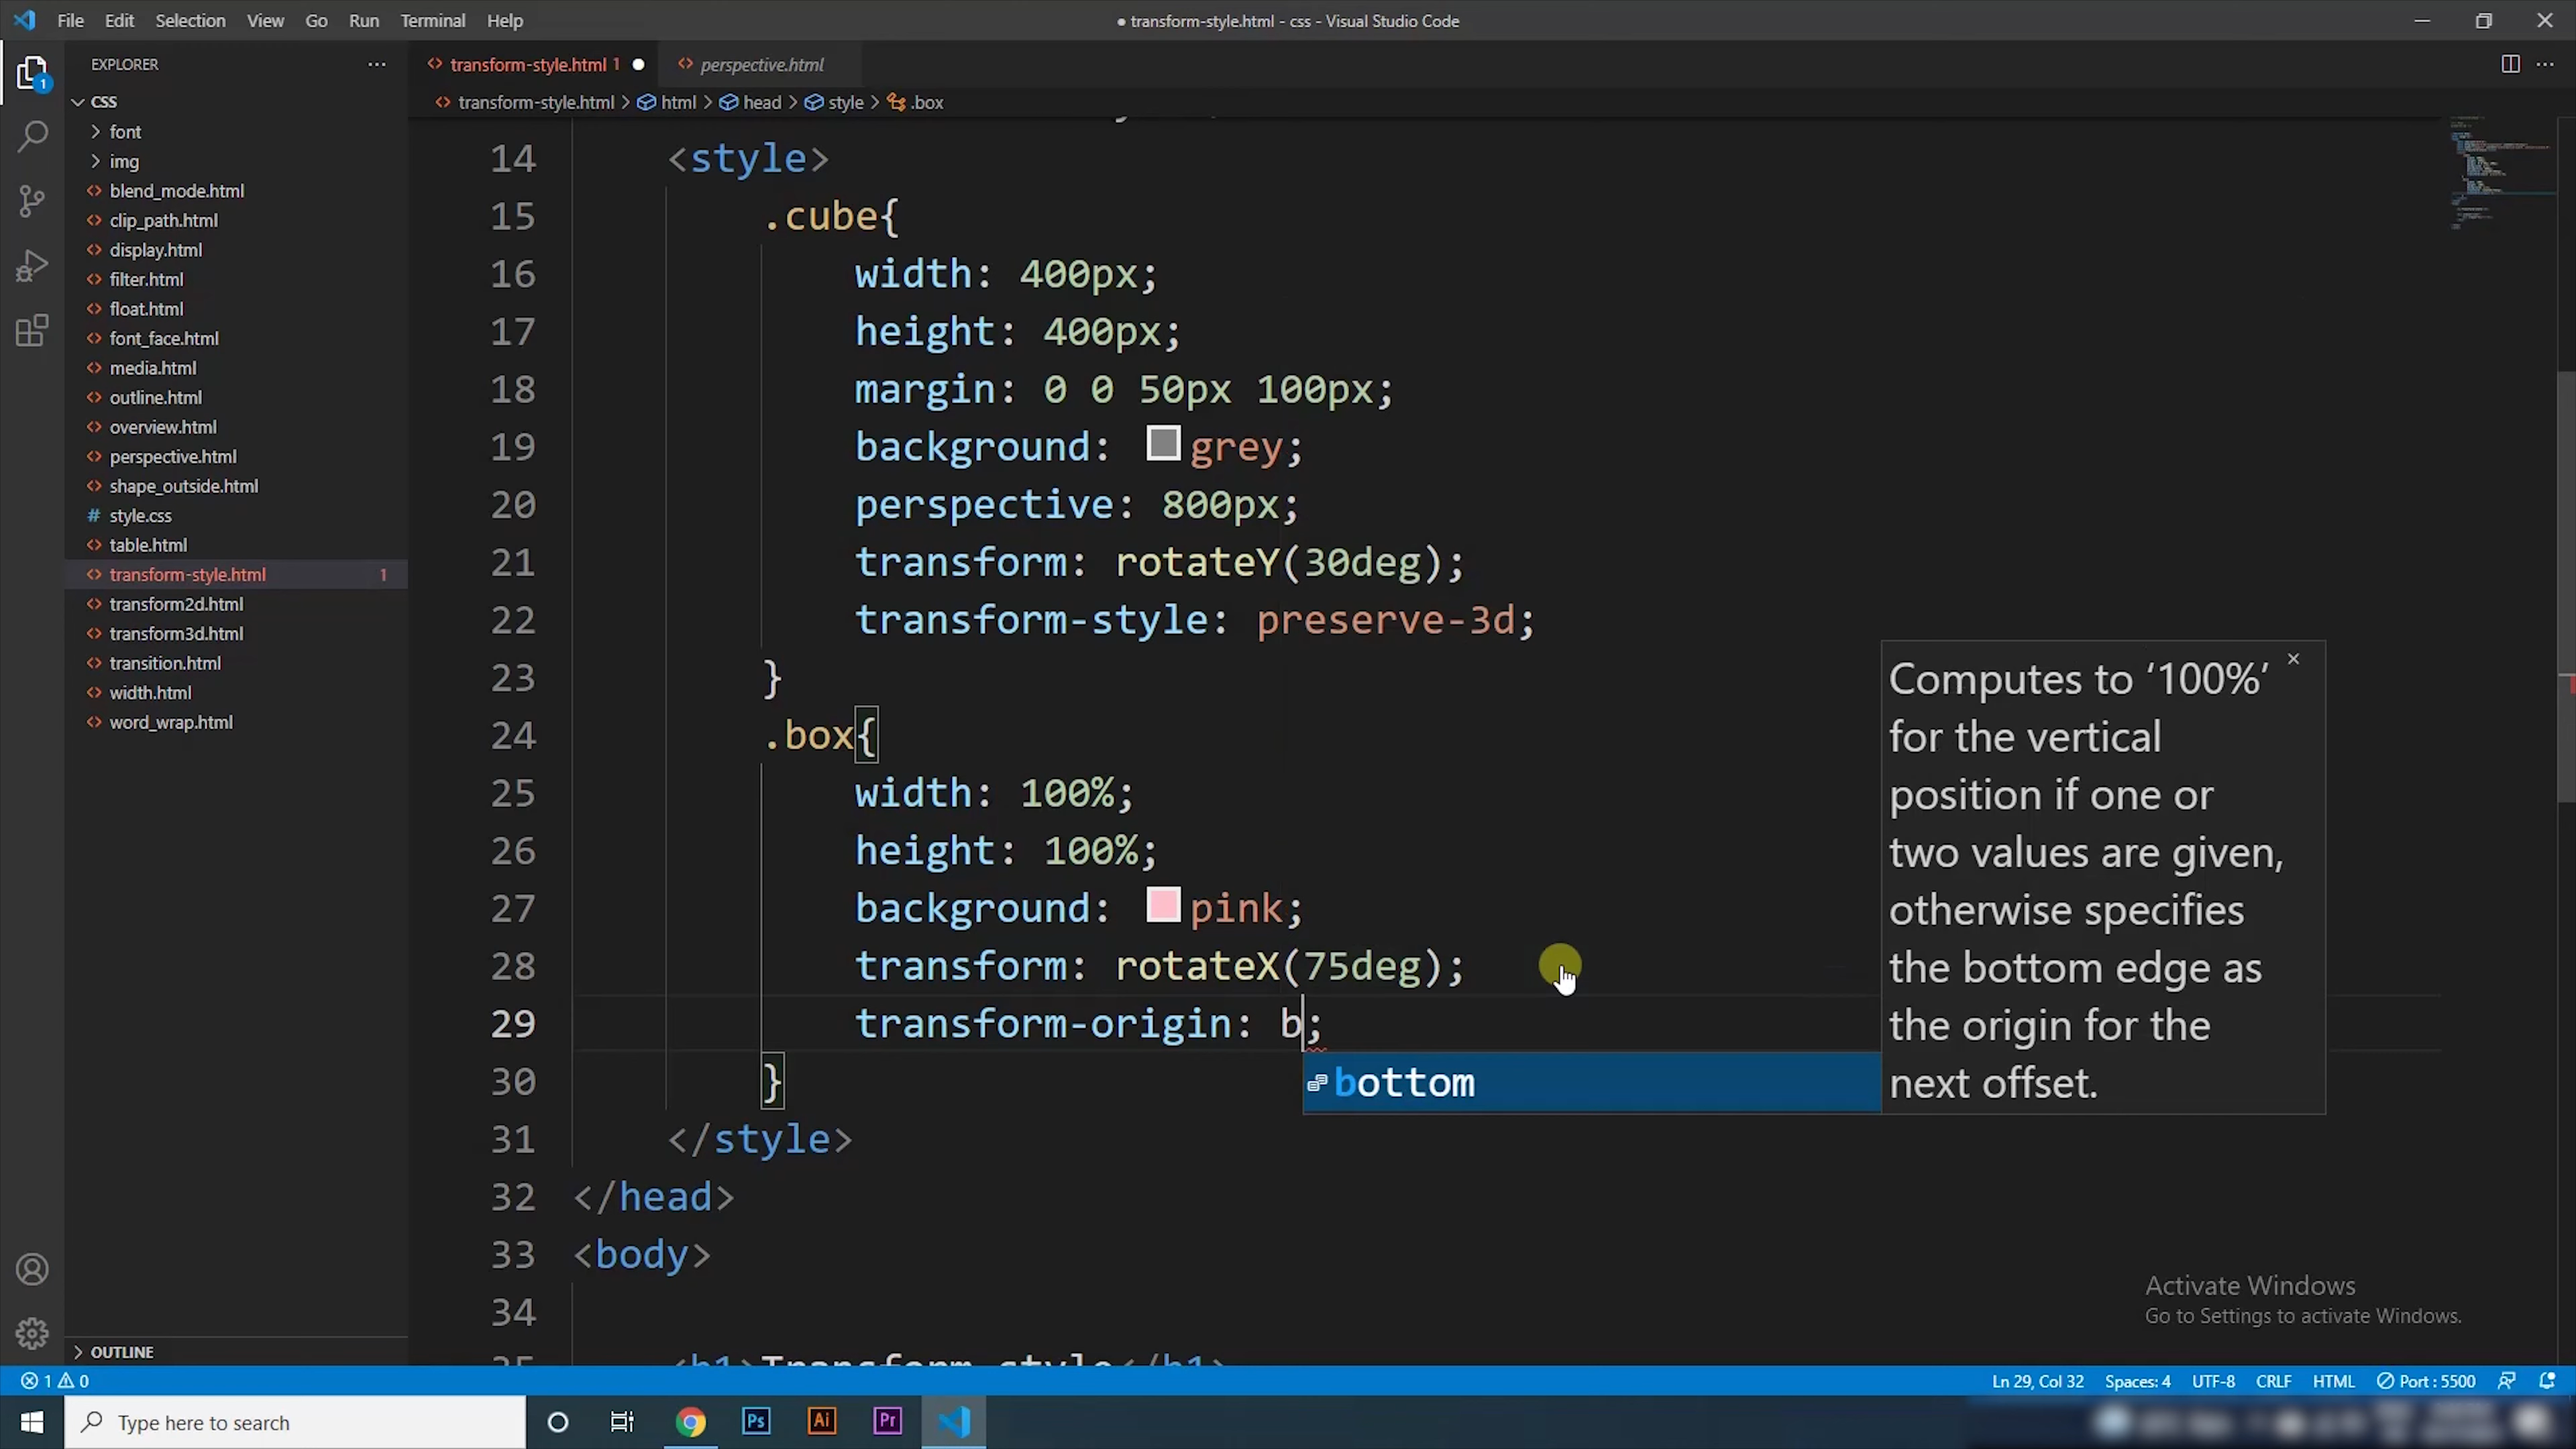 File Edit Selection View Go Run Terminal Help
● transform-style.html - css - Visual Studio Code
EXPLORER
1
transform-style.html 1 ●
perspective.html
transform-style.html > html > head > style > .box
CSS
font
img
blend_mode.html
clip_path.html
display.html
filter.html
float.html
font_face.html
media.html
outline.html
overview.html
perspective.html
shape_outside.html
style.css
table.html
transform-style.html 1
transform2d.html
transform3d.html
transition.html
width.html
word_wrap.html
OUTLINE
14 <style>
15 .cube{
16 width: 400px;
17 height: 400px;
18 margin: 0 0 50px 100px;
19 background: grey;
20 perspective: 800px;
21 transform: rotateY(30deg);
22 transform-style: preserve-3d;
23 }
24 .box{
25 width: 100%;
26 height: 100%;
27 background: pink;
28 transform: rotateX(75deg);
29 transform-origin: b;
30 }
31 </style>
32 </head>
33 <body>
34
35 <h1>Transform style</h1>
bottom
Computes to ‘100%’
for the vertical
position if one or
two values are given,
otherwise specifies
the bottom edge as
the origin for the
next offset.
Activate Windows
Go to Settings to activate Windows.
1 0
Ln 29, Col 32 Spaces: 4 UTF-8 CRLF HTML Port : 5500
Type here to search
Ps
Ai
Pr